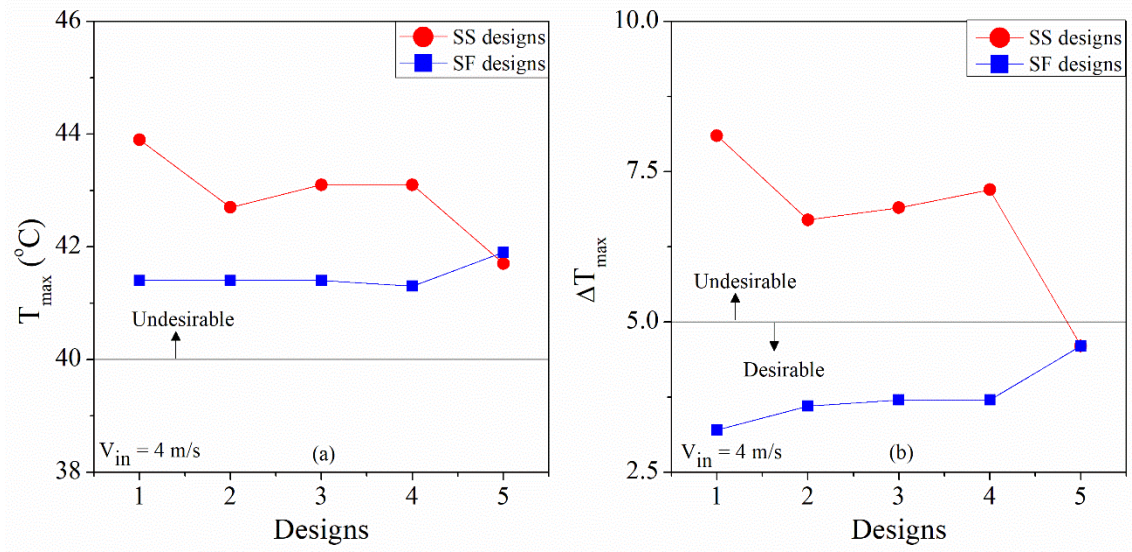 46
44
42
40
38
T_max (°C)
SS designs
SF designs
Undesirable
V_in = 4 m/s
(a)
1 2 3 4 5
Designs
10.0
7.5
5.0
2.5
ΔT_max
SS designs
SF designs
Undesirable
Desirable
V_in = 4 m/s
(b)
1 2 3 4 5
Designs